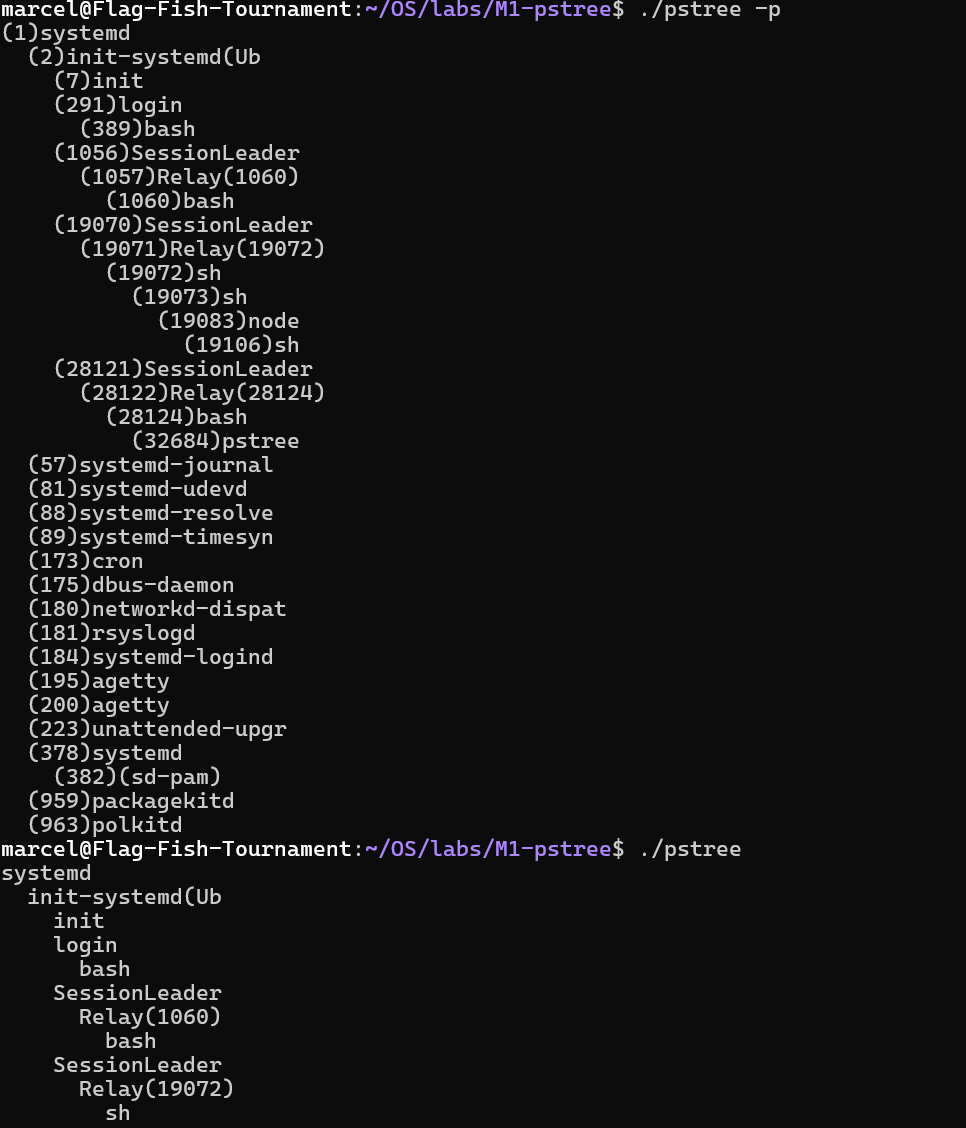 marcel@Flag-Fish-Tournament:~/OS/labs/M1-pstree$ ./pstree -p
(1)systemd
  (2)init-systemd(Ub
    (7)init
    (291)login
      (389)bash
    (1056)SessionLeader
      (1057)Relay(1060)
        (1060)bash
    (19070)SessionLeader
      (19071)Relay(19072)
        (19072)sh
          (19073)sh
            (19083)node
              (19106)sh
    (28121)SessionLeader
      (28122)Relay(28124)
        (28124)bash
          (32684)pstree
  (57)systemd-journal
  (81)systemd-udevd
  (88)systemd-resolve
  (89)systemd-timesyn
  (173)cron
  (175)dbus-daemon
  (180)networkd-dispat
  (181)rsyslogd
  (184)systemd-logind
  (195)agetty
  (200)agetty
  (223)unattended-upgr
  (378)systemd
    (382)(sd-pam)
  (959)packagekitd
  (963)polkitd
marcel@Flag-Fish-Tournament:~/OS/labs/M1-pstree$ ./pstree
systemd
  init-systemd(Ub
    init
    login
      bash
    SessionLeader
      Relay(1060)
        bash
    SessionLeader
      Relay(19072)
        sh